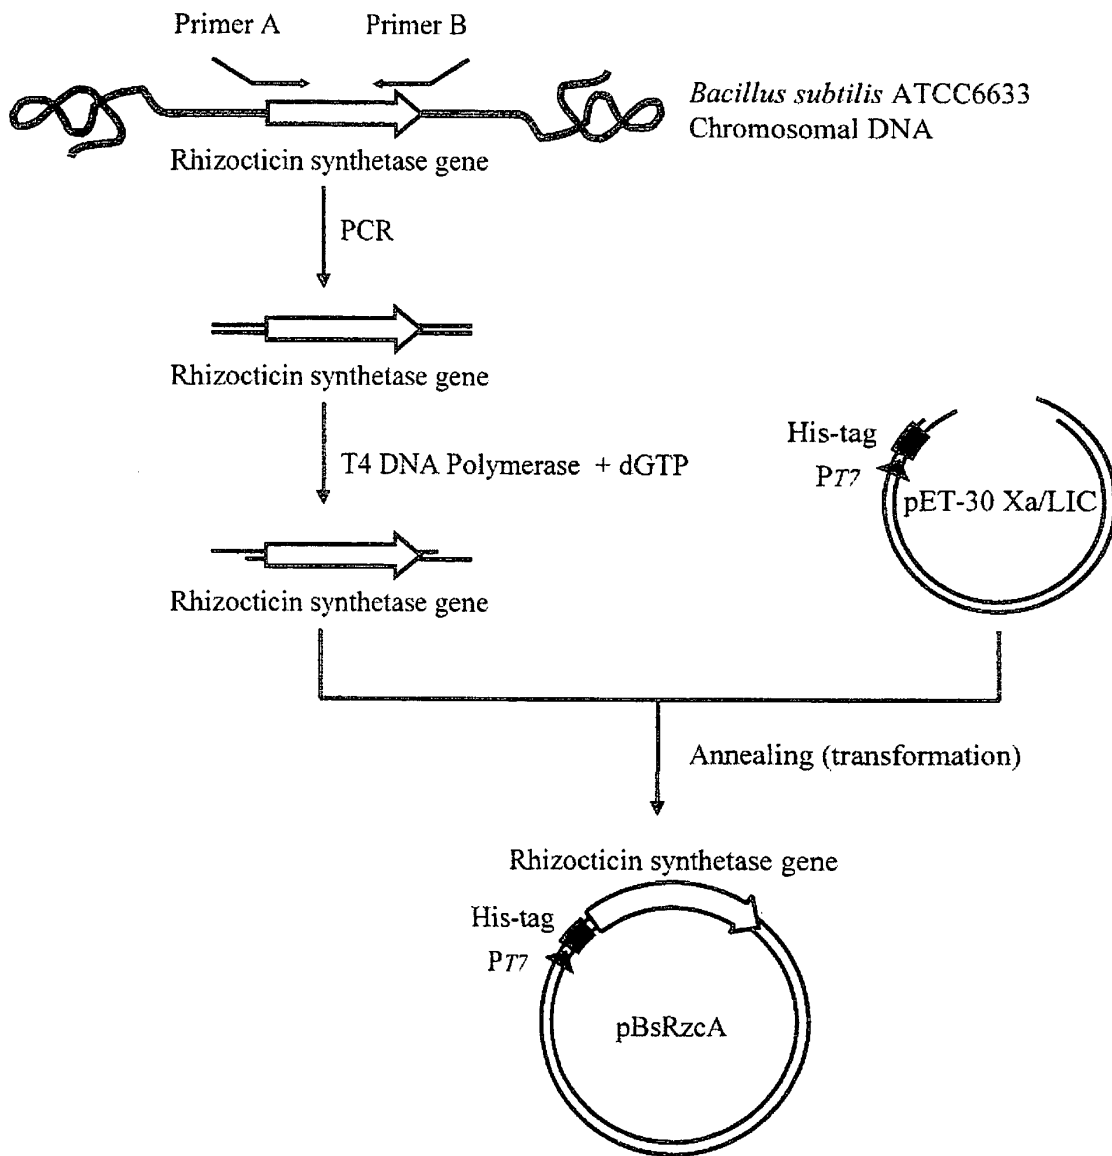 Primer A
Primer B
Bacillus subtilis ATCC6633
Chromosomal DNA
Rhizocticin synthetase gene
PCR
Rhizocticin synthetase gene
T4 DNA Polymerase + dGTP
His-tag
PT7
pET-30 Xa/LIC
Rhizocticin synthetase gene
Annealing (transformation)
Rhizocticin synthetase gene
His-tag
PT7
pBsRzcA